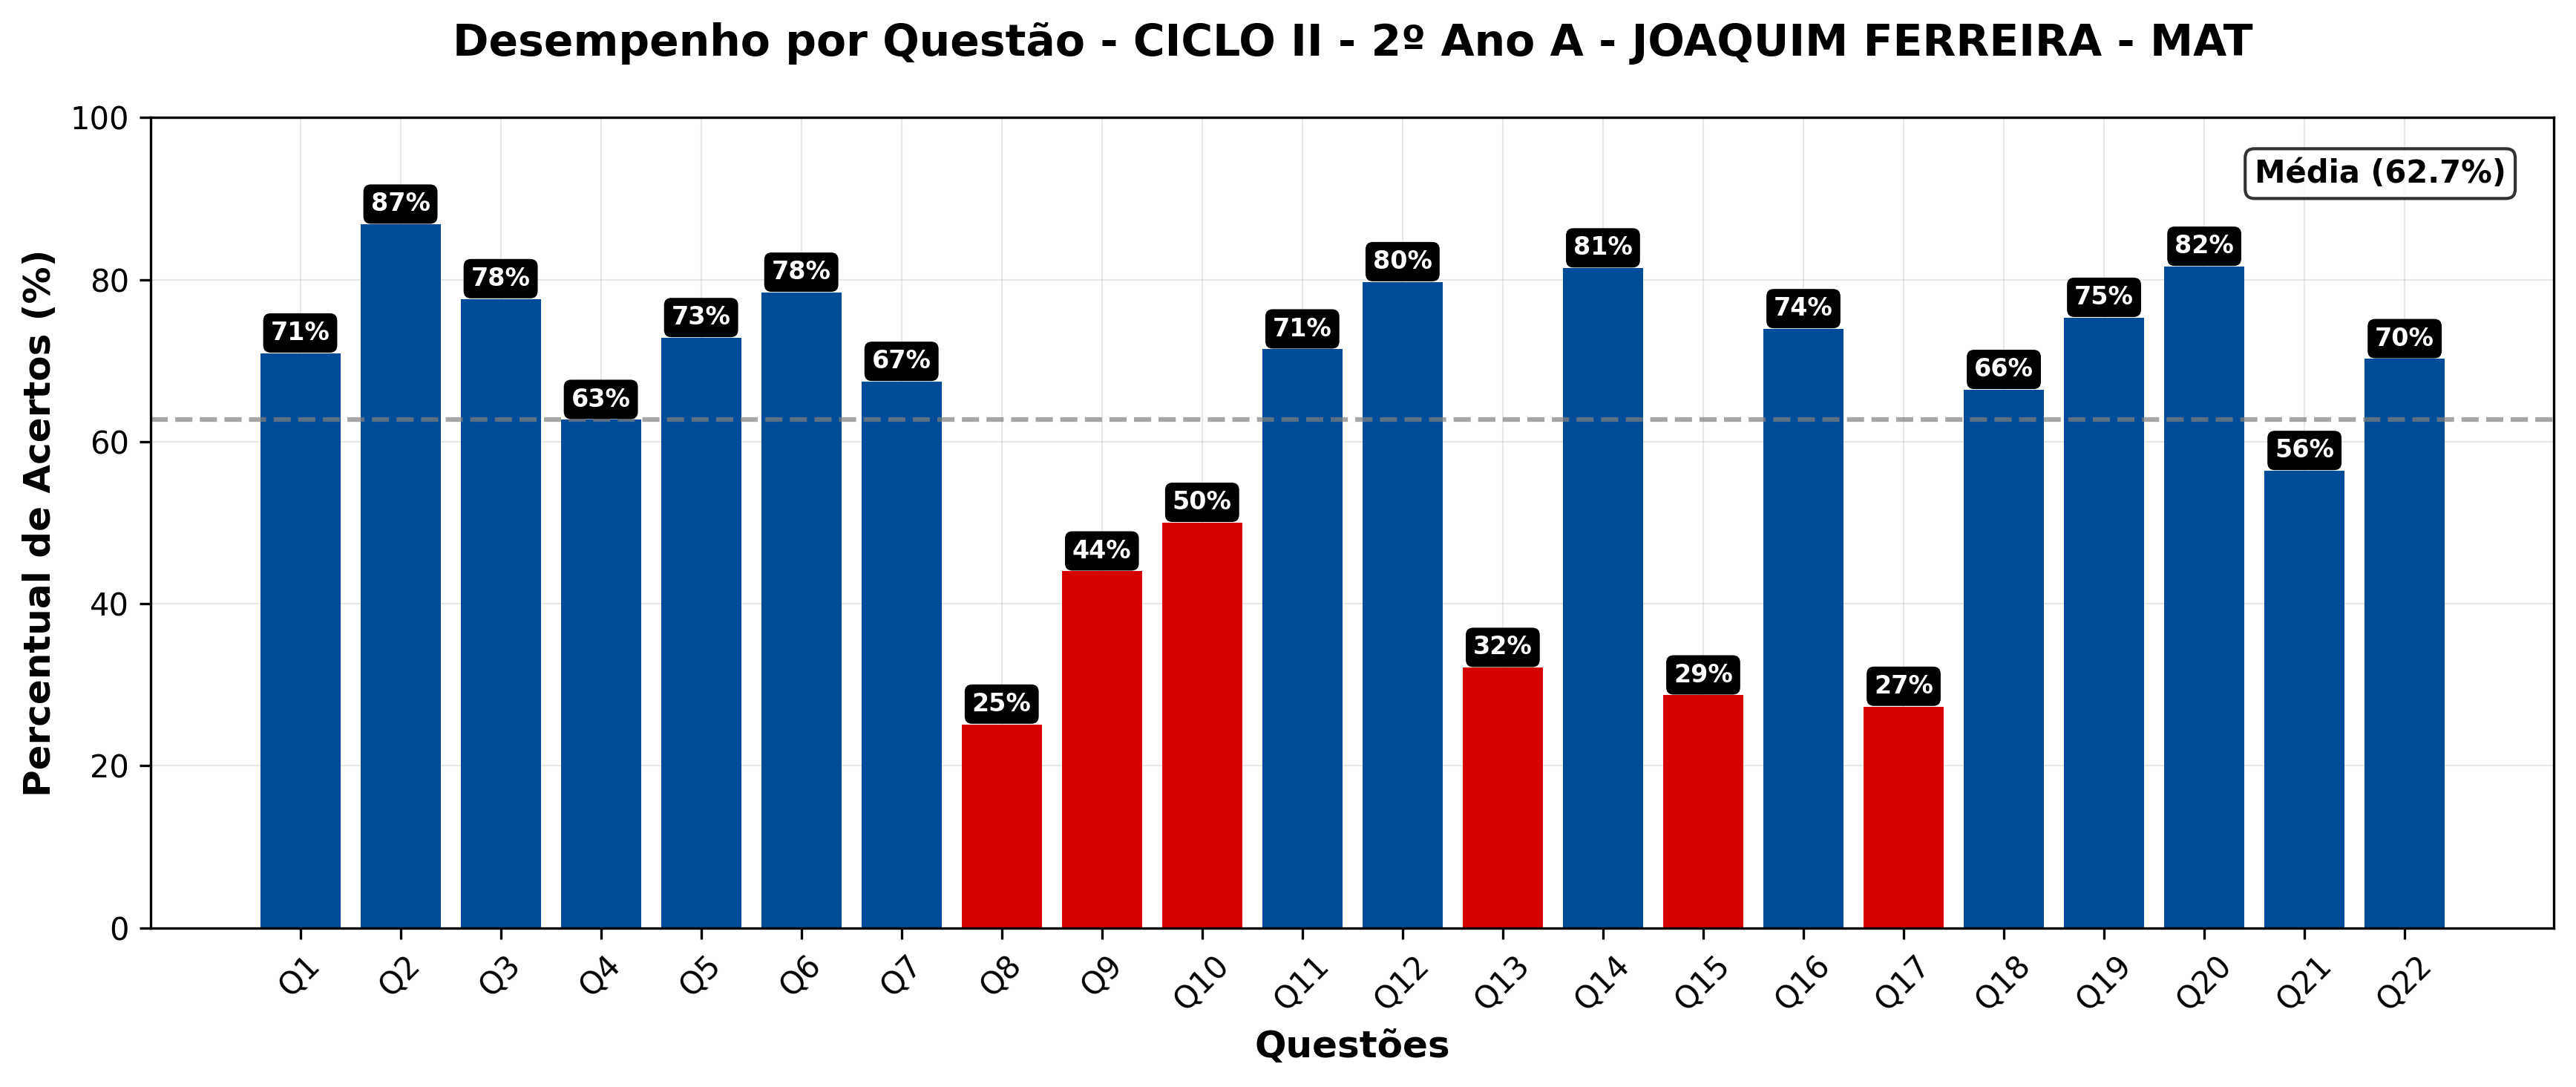 Desempenho por Questão - CICLO II - 2º Ano A - JOAQUIM FERREIRA - MAT
Percentual de Acertos (%)
100
80
60
40
20
0
Média (62.7%)
71%
87%
78%
63%
73%
78%
67%
25%
44%
50%
71%
80%
32%
81%
29%
74%
27%
66%
75%
82%
56%
70%
Q1
Q2
Q3
Q4
Q5
Q6
Q7
Q8
Q9
Q10
Q11
Q12
Q13
Q14
Q15
Q16
Q17
Q18
Q19
Q20
Q21
Q22
Questões